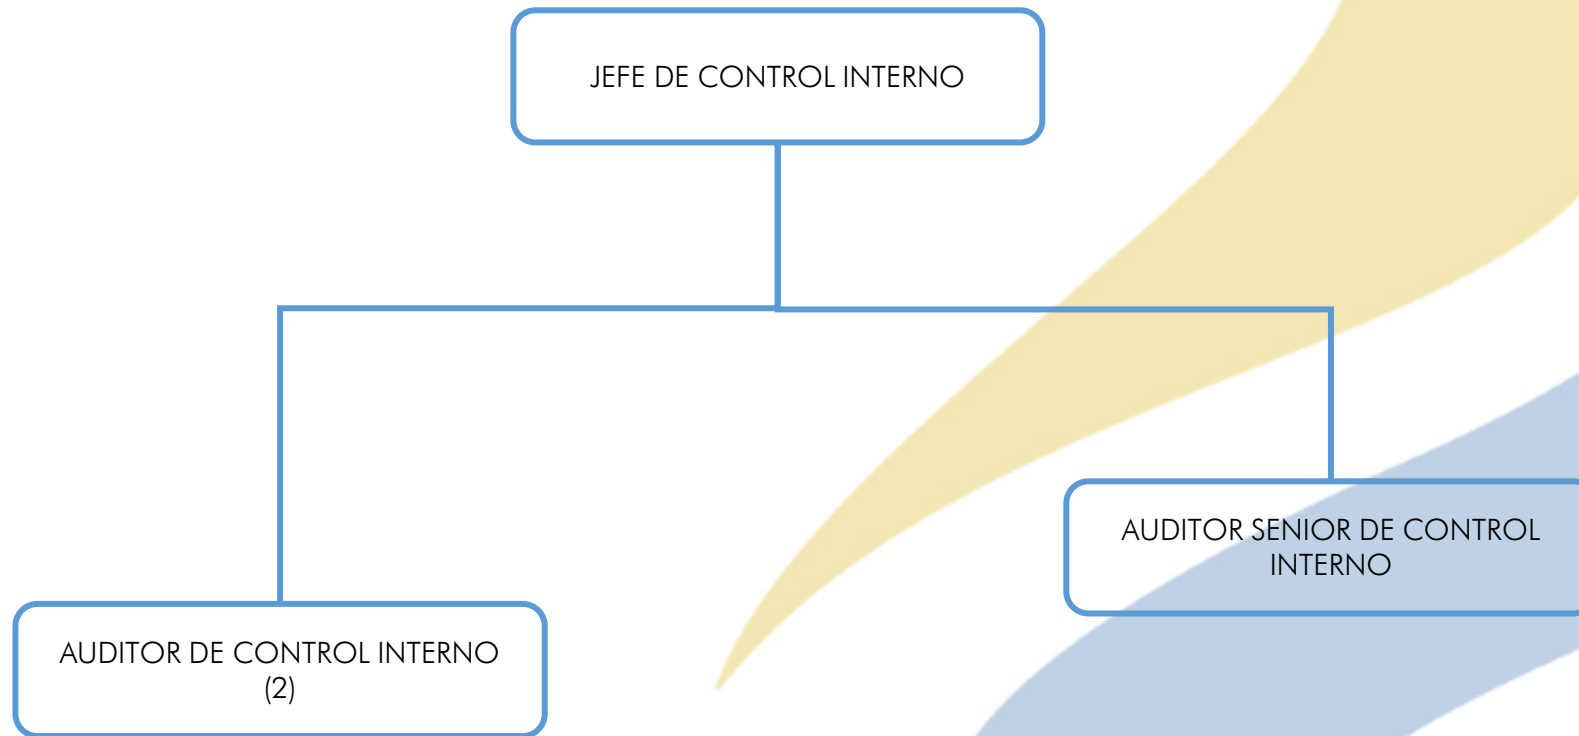 JEFE DE CONTROL INTERNO
AUDITOR SENIOR DE CONTROL
INTERNO
AUDITOR DE CONTROL INTERNO
(2)